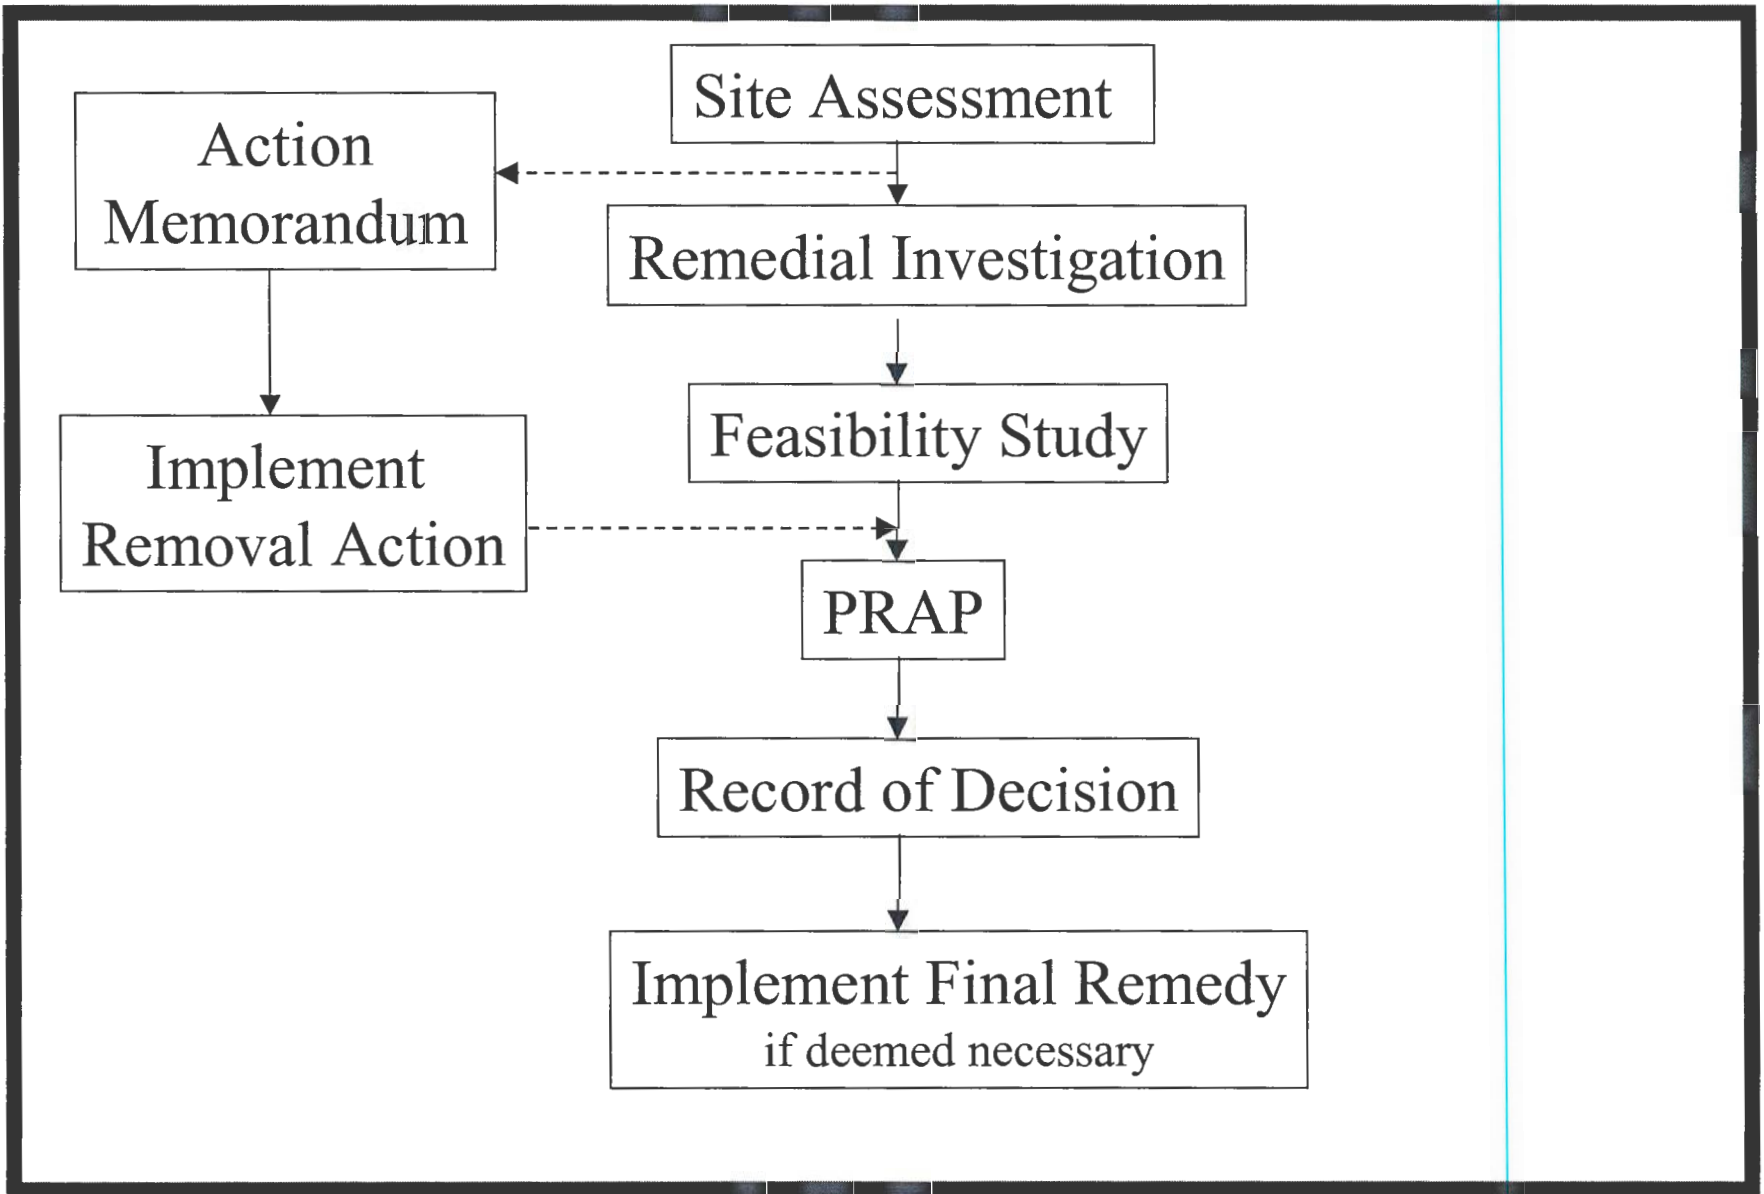 Site Assessment
Action
Memorandum
Remedial Investigation
Feasibility Study
Implement
Removal Action
PRAP
Record of Decision
Implement Final Remedy
if deemed necessary